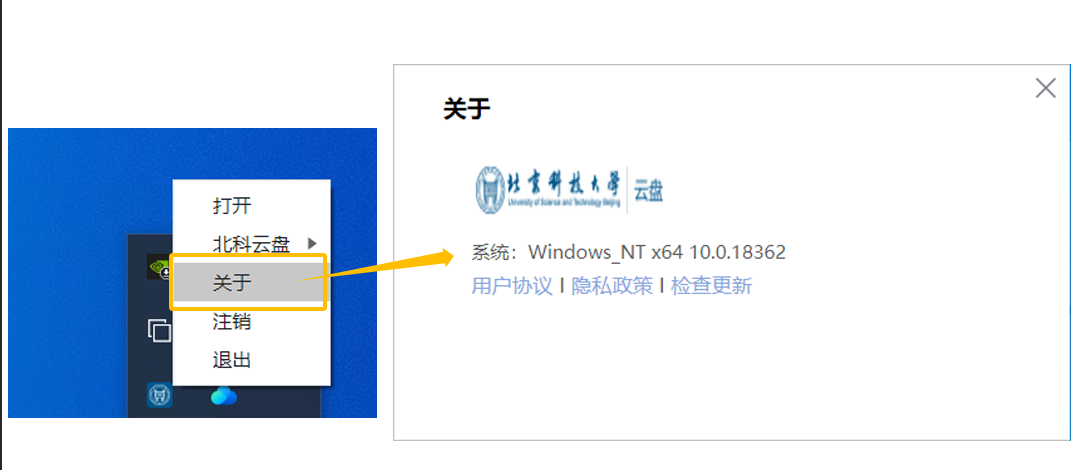 打开
北科云盘
关于
注销
退出
关于
北京科技大学 云盘
University of Science and Technology Beijing
系统：Windows_NT x64 10.0.18362
用户协议 | 隐私政策 | 检查更新